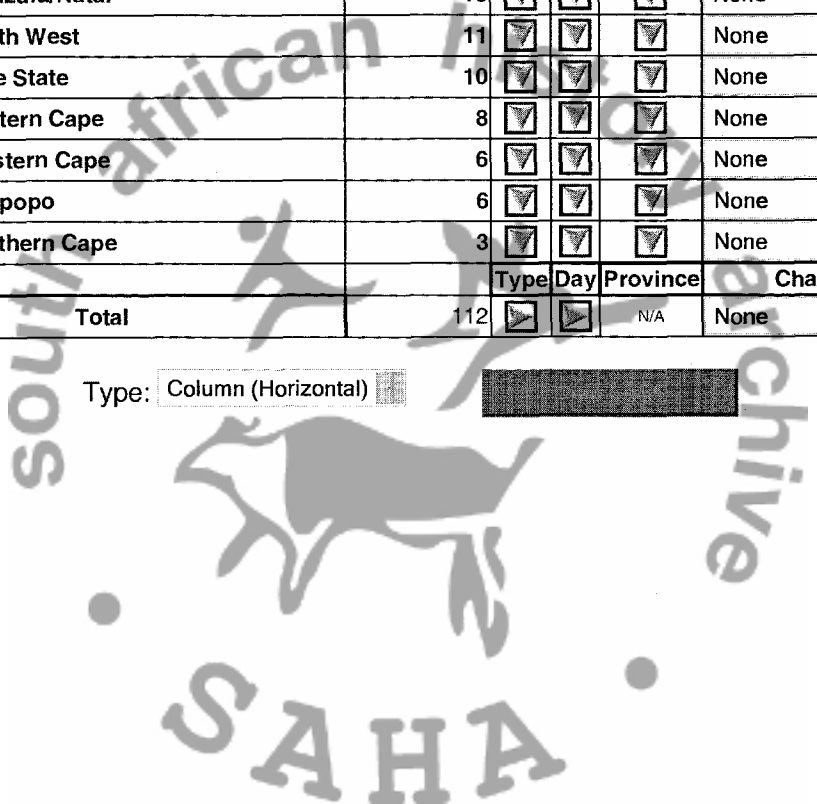 th West 11 None
e State 10 None
tern Cape 8 None
stern Cape 6 None
popo 6 None
thern Cape 3 None
Type Day Province Cha
Total 112 N/A None
Type: Column (Horizontal)
south african history archive
SAHA